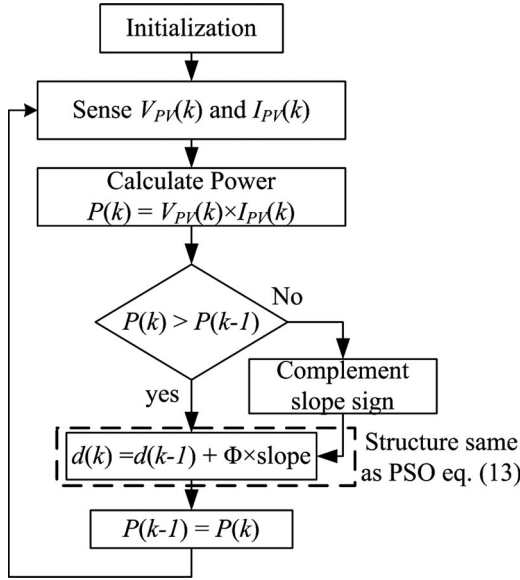 Initialization
Sense V_PV(k) and I_PV(k)
Calculate Power
P(k) = V_PV(k)×I_PV(k)
P(k) > P(k-1)
No
Complement
slope sign
yes
d(k) =d(k-1) + Φ×slope
Structure same
as PSO eq. (13)
P(k-1) = P(k)